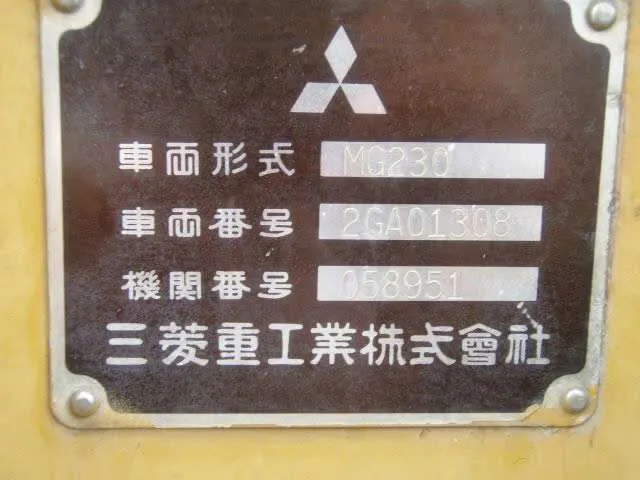 車両形式 MG230
車両番号 2GA01308
機関番号 058951
三菱重工業株式會社